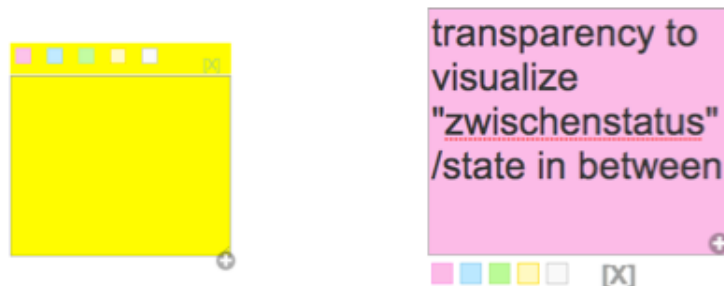 [X]
transparency to
visualize
"zwischenstatus"
/state in between
[X]